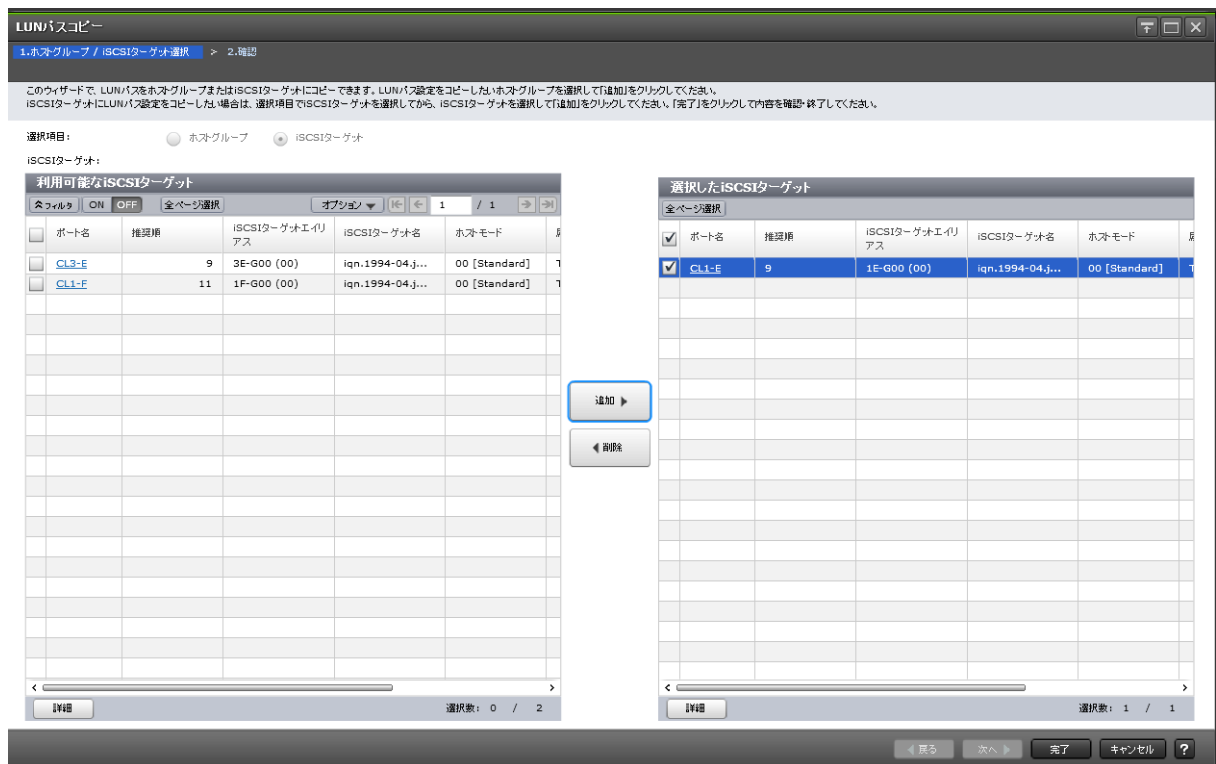 LUNパスコピー
1.ホストグループ / iSCSIターゲット選択 > 2.確認
このウィザードで、LUNパスをホストグループまたはiSCSIターゲットにコピーできます。LUNパス設定をコピーしたいホストグループを選択して「追加」をクリックしてください。
iSCSIターゲットにLUNパス設定をコピーしたい場合は、選択項目でiSCSIターゲットを選択してから、iSCSIターゲットを選択して「追加」をクリックしてください。「完了」をクリックして内容を確認・終了してください。
選択項目: ホストグループ iSCSIターゲット
iSCSIターゲット:
利用可能なiSCSIターゲット
フィルタ ON OFF 全ページ選択 オプション 1 / 1
ポート名 推奨順 iSCSIターゲットエイリアス iSCSIターゲット名 ホストモード
CL3-E 9 3E-G00 (00) iqn.1994-04.j... 00 [Standard]
CL1-F 11 1F-G00 (00) iqn.1994-04.j... 00 [Standard]
詳細 選択数: 0 / 2
追加
削除
選択したiSCSIターゲット
全ページ選択
ポート名 推奨順 iSCSIターゲットエイリアス iSCSIターゲット名 ホストモード
CL1-E 9 1E-G00 (00) iqn.1994-04.j... 00 [Standard]
詳細 選択数: 1 / 1
戻る 次へ 完了 キャンセル ?